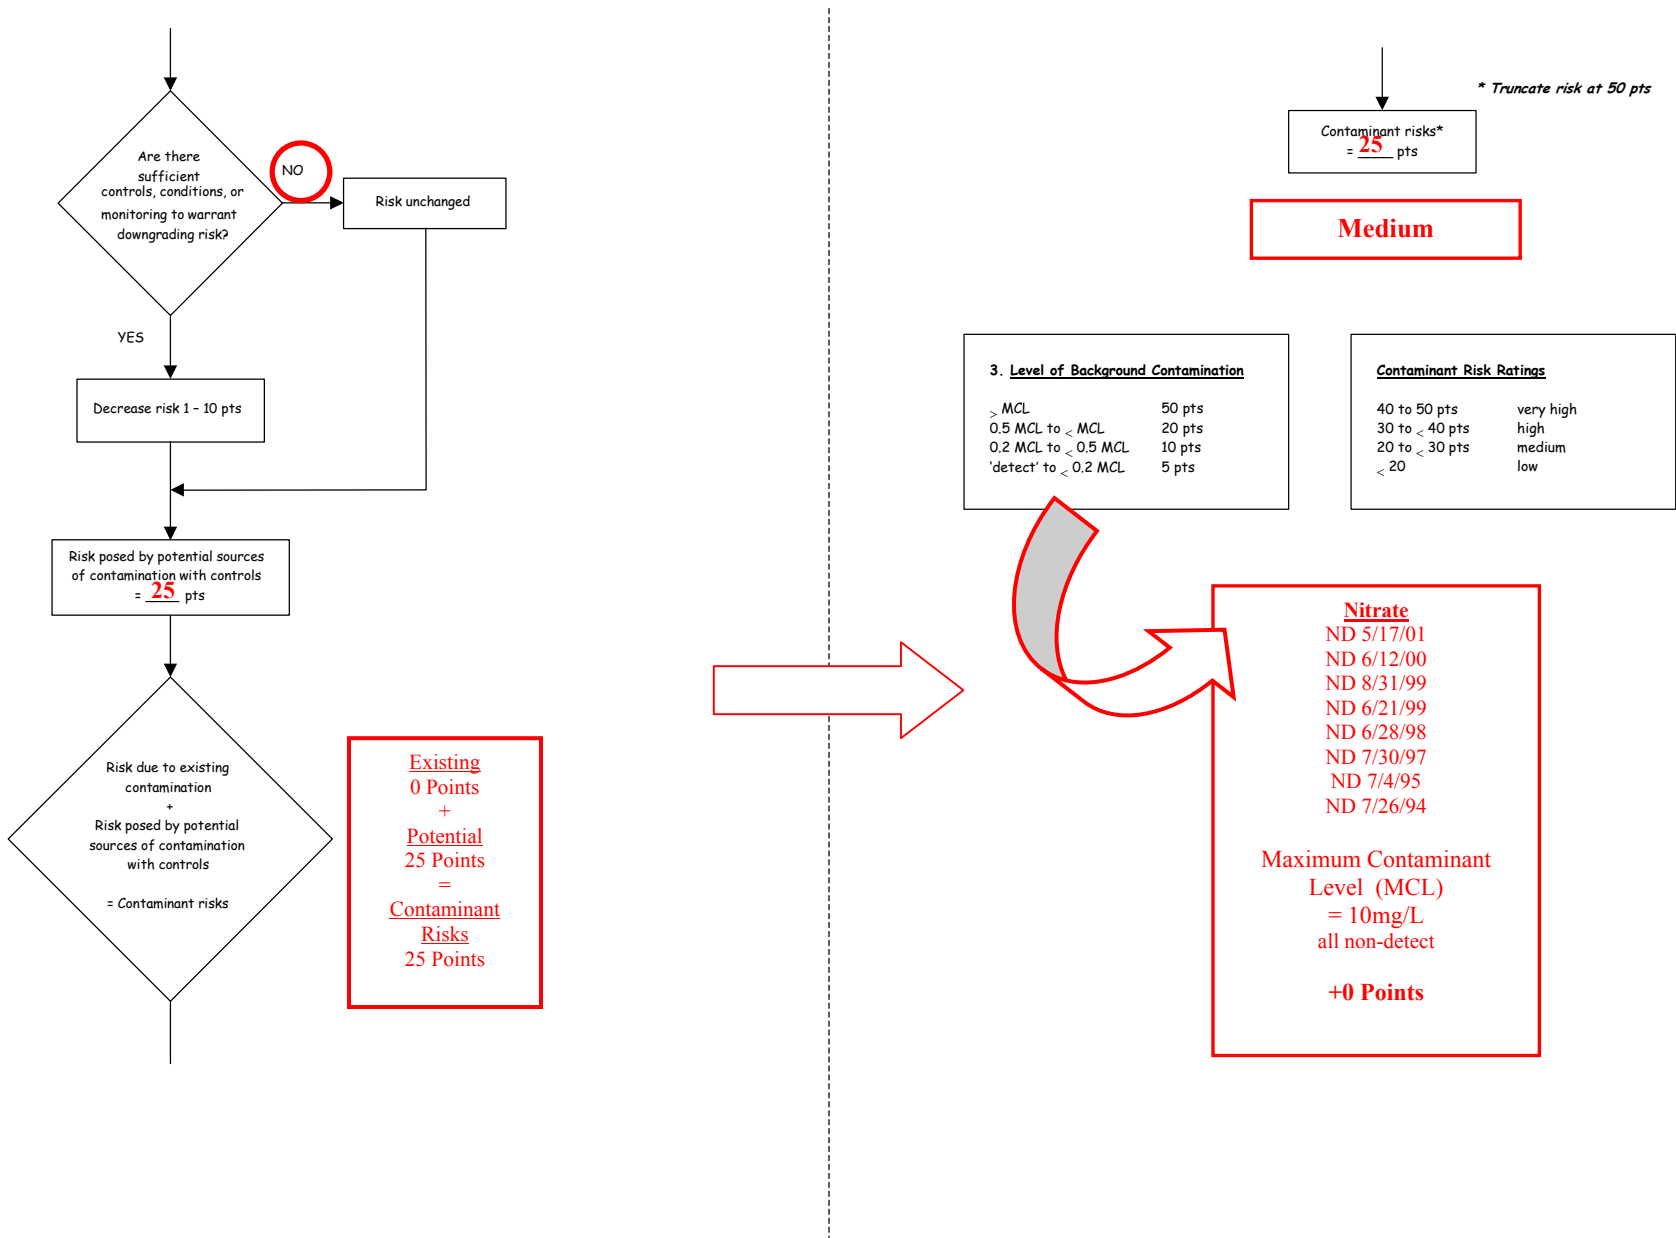 Are there
sufficient
controls, conditions, or
monitoring to warrant
downgrading risk?
NO
Risk unchanged
YES
Decrease risk 1 – 10 pts
Risk posed by potential sources
of contamination with controls
= 25 pts
Risk due to existing
contamination
+
Risk posed by potential
sources of contamination
with controls
= Contaminant risks
Existing
0 Points
+
Potential
25 Points
=
Contaminant
Risks
25 Points
* Truncate risk at 50 pts
Contaminant risks*
= 25 pts
Medium
3. Level of Background Contamination
> MCL 50 pts
0.5 MCL to < MCL 20 pts
0.2 MCL to < 0.5 MCL 10 pts
'detect' to < 0.2 MCL 5 pts
Contaminant Risk Ratings
40 to 50 pts very high
30 to < 40 pts high
20 to < 30 pts medium
< 20 low
Nitrate
ND 5/17/01
ND 6/12/00
ND 8/31/99
ND 6/21/99
ND 6/28/98
ND 7/30/97
ND 7/4/95
ND 7/26/94
Maximum Contaminant
Level (MCL)
= 10mg/L
all non-detect
+0 Points